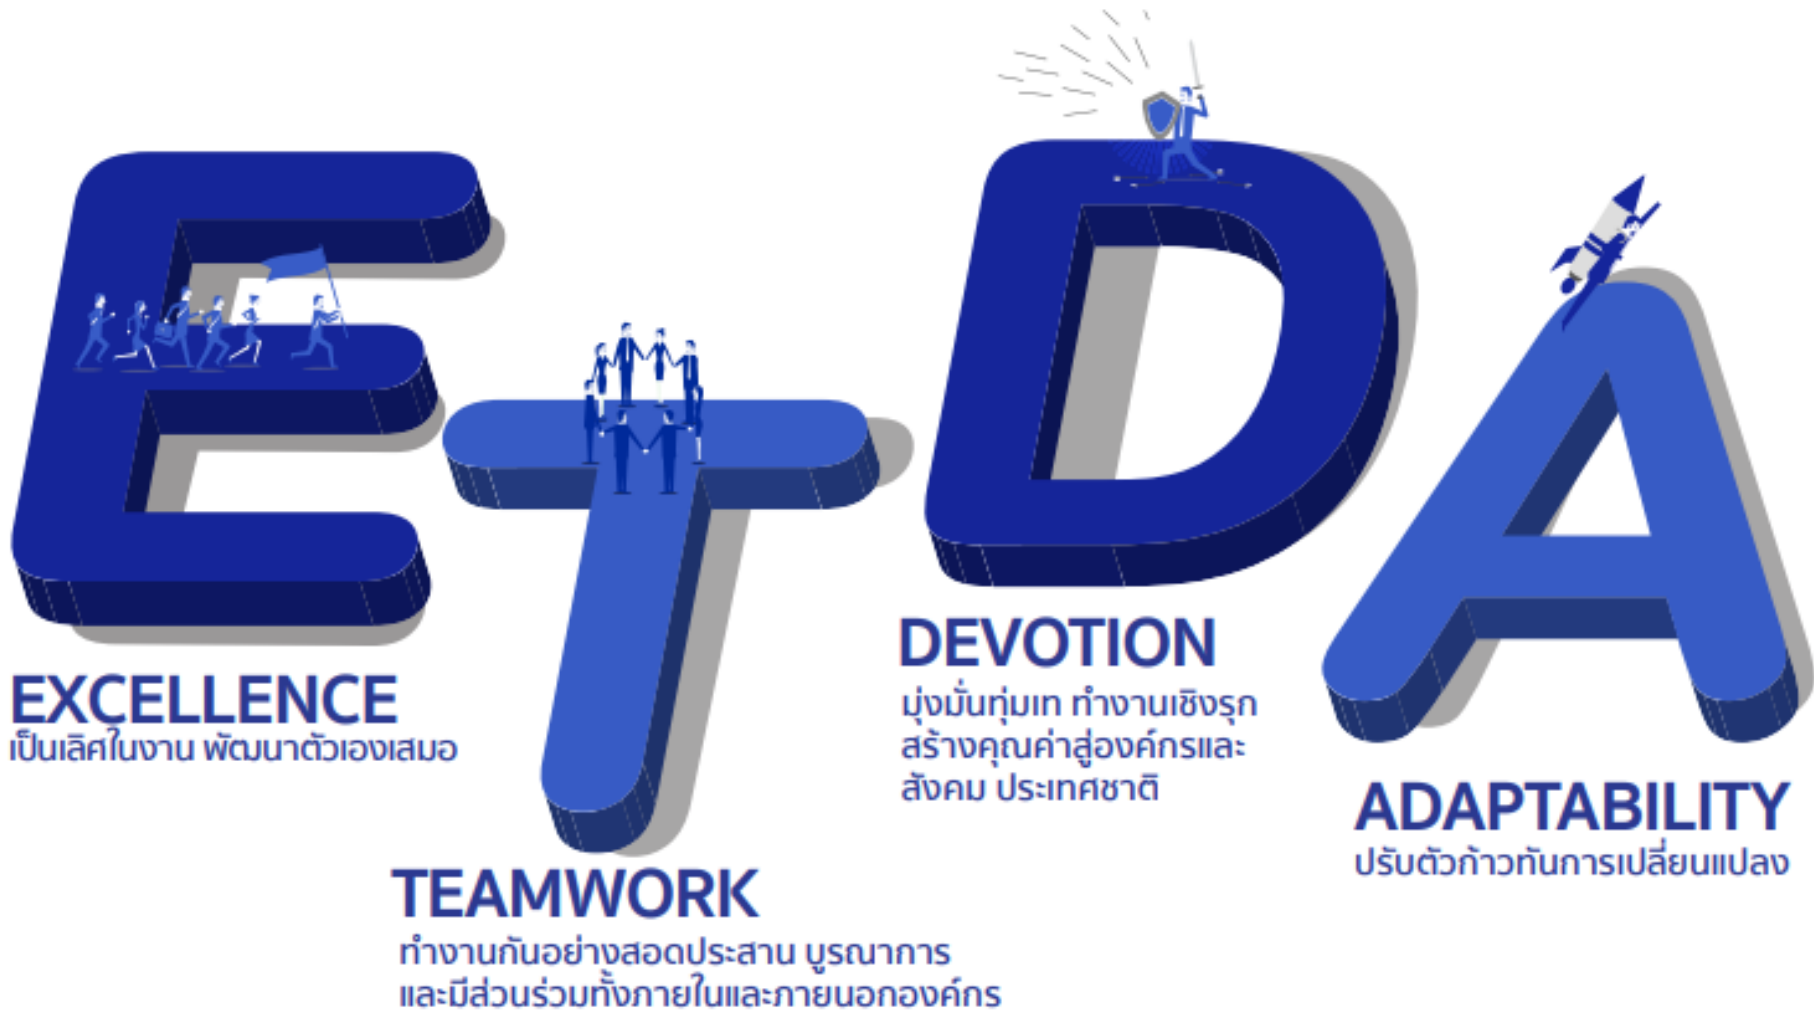 ETDA
EXCELLENCE
เป็นเลิศในงาน พัฒนาตัวเองเสมอ
TEAMWORK
ทำงานกันอย่างสอดประสาน บูรณาการ
และมีส่วนร่วมทั้งภายในและภายนอกองค์กร
DEVOTION
มุ่งมั่นทุ่มเท ทำงานเชิงรุก
สร้างคุณค่าสู่องค์กรและ
สังคม ประเทศชาติ
ADAPTABILITY
ปรับตัวก้าวทันการเปลี่ยนแปลง